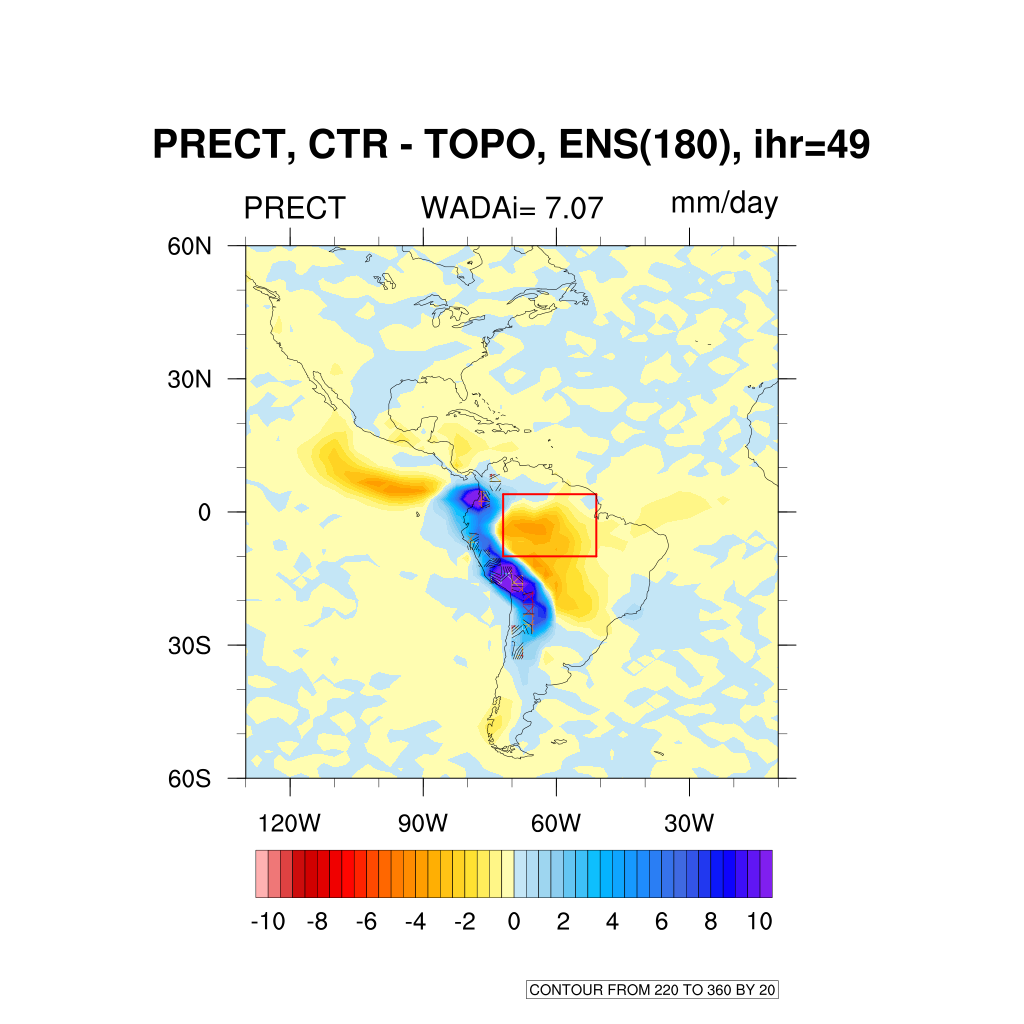 PRECT, CTR - TOPO, ENS(180), ihr=49
PRECT WADAi= 7.07 mm/day
60N
30N
0
30S
60S
120W 90W 60W 30W
-10 -8 -6 -4 -2 0 2 4 6 8 10
CONTOUR FROM 220 TO 360 BY 20